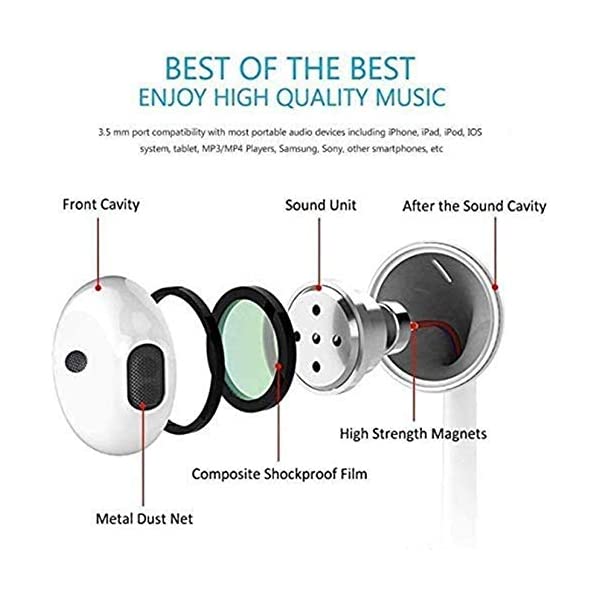 BEST OF THE BEST
ENJOY HIGH QUALITY MUSIC
3.5 mm port compatibility with most portable audio devices including iPhone, iPad, iPod, IOS
system, tablet, MP3/MP4 Players, Samsung, Sony, other smartphones, etc
Front Cavity
Sound Unit
After the Sound Cavity
High Strength Magnets
Composite Shockproof Film
Metal Dust Net